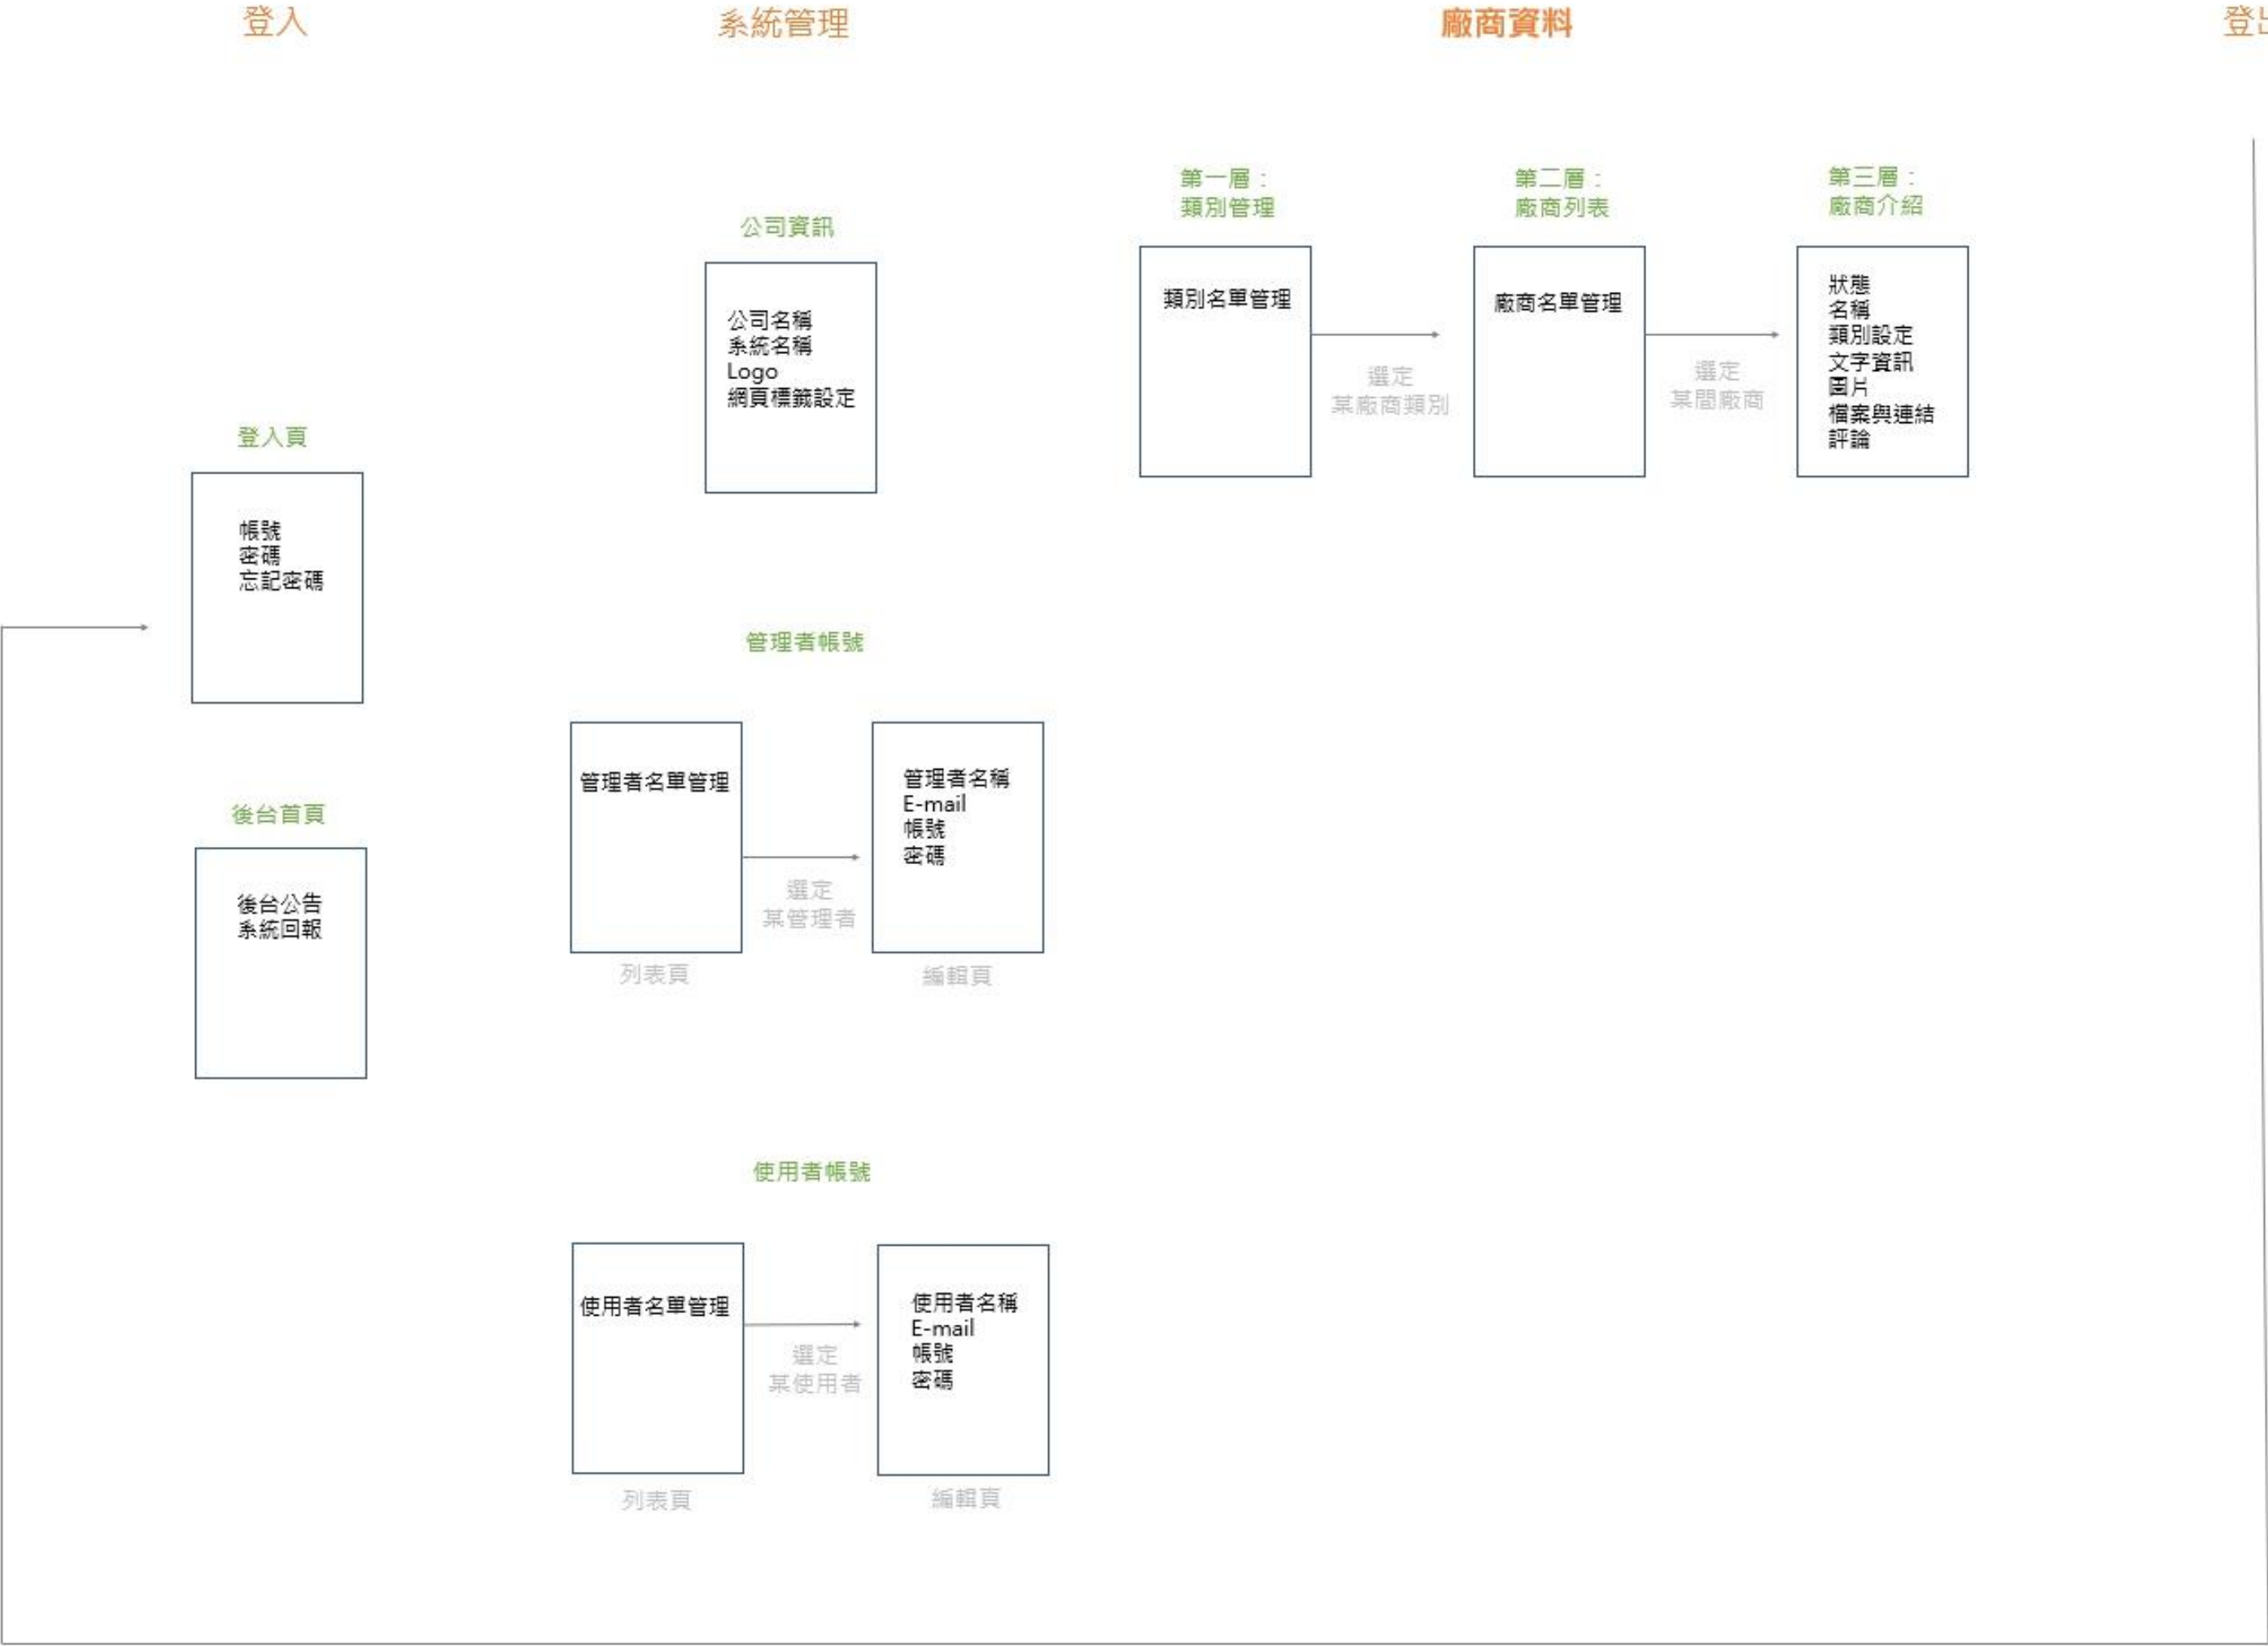 登入
系統管理
廠商資料
登出
登入頁
帳號
密碼
忘記密碼
後台首頁
後台公告
系統回報
公司資訊
公司名稱
系統名稱
Logo
網頁標籤設定
管理者帳號
管理者名單管理
選定
某管理者
管理者名稱
E-mail
帳號
密碼
列表頁
編輯頁
使用者帳號
使用者名單管理
選定
某使用者
使用者名稱
E-mail
帳號
密碼
列表頁
編輯頁
第一層：
類別管理
類別名單管理
選定
某廠商類別
第二層：
廠商列表
廠商名單管理
選定
某間廠商
第三層：
廠商介紹
狀態
名稱
類別設定
文字資訊
圖片
檔案與連結
評論